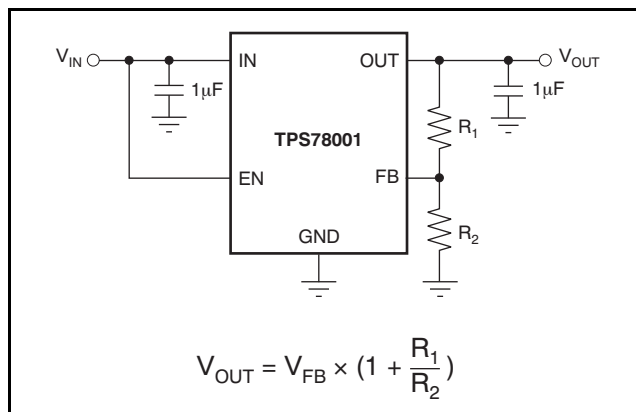 V_IN
IN
OUT
V_OUT
1μF
1μF
R_1
TPS78001
EN
FB
R_2
GND
V_OUT = V_FB × (1 + R_1/R_2)